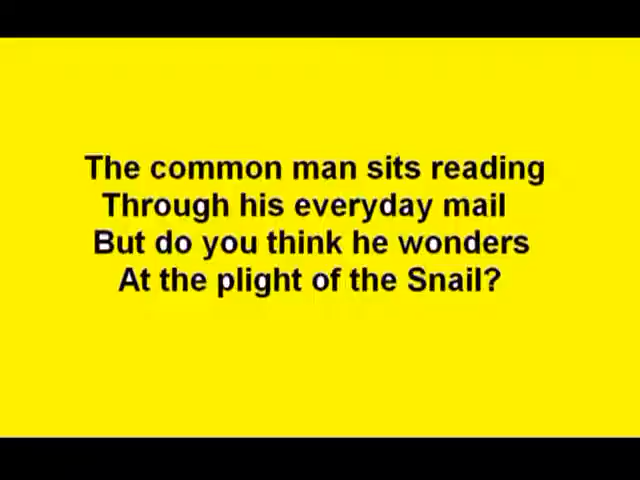 The common man sits reading
Through his everyday mail
But do you think he wonders
At the plight of the Snail?